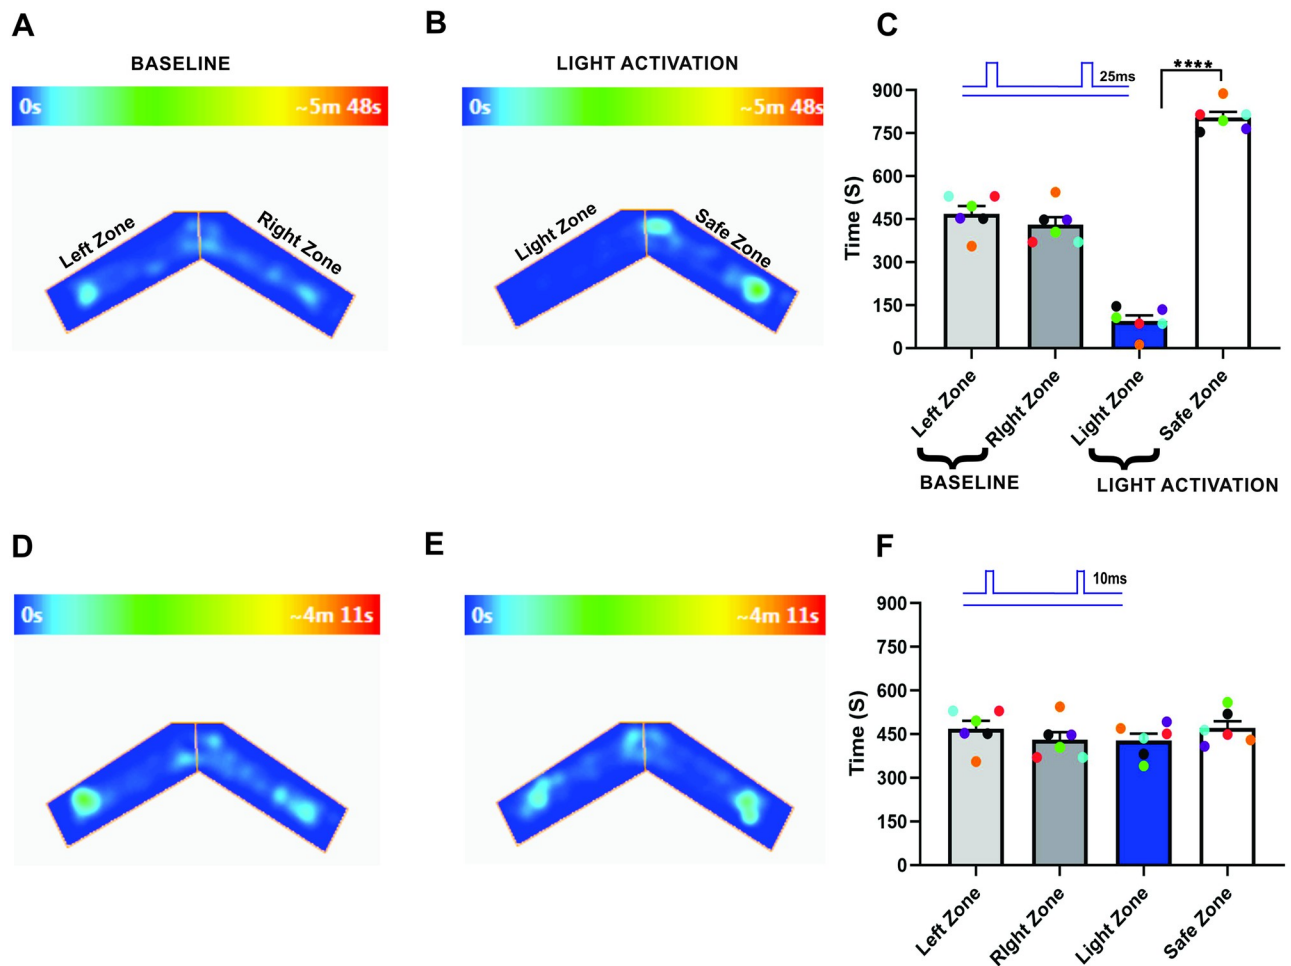 A
BASELINE
0s
~5m 48s
Left Zone
Right Zone
B
LIGHT ACTIVATION
0s
~5m 48s
Light Zone
Safe Zone
C
25ms
****
900
750
600
450
300
150
0
Time (S)
Left Zone
RIght Zone
Light Zone
Safe Zone
BASELINE
LIGHT ACTIVATION
D
0s
~4m 11s
E
0s
~4m 11s
F
10ms
900
750
600
450
300
150
0
Time (S)
Left Zone
RIght Zone
Light Zone
Safe Zone